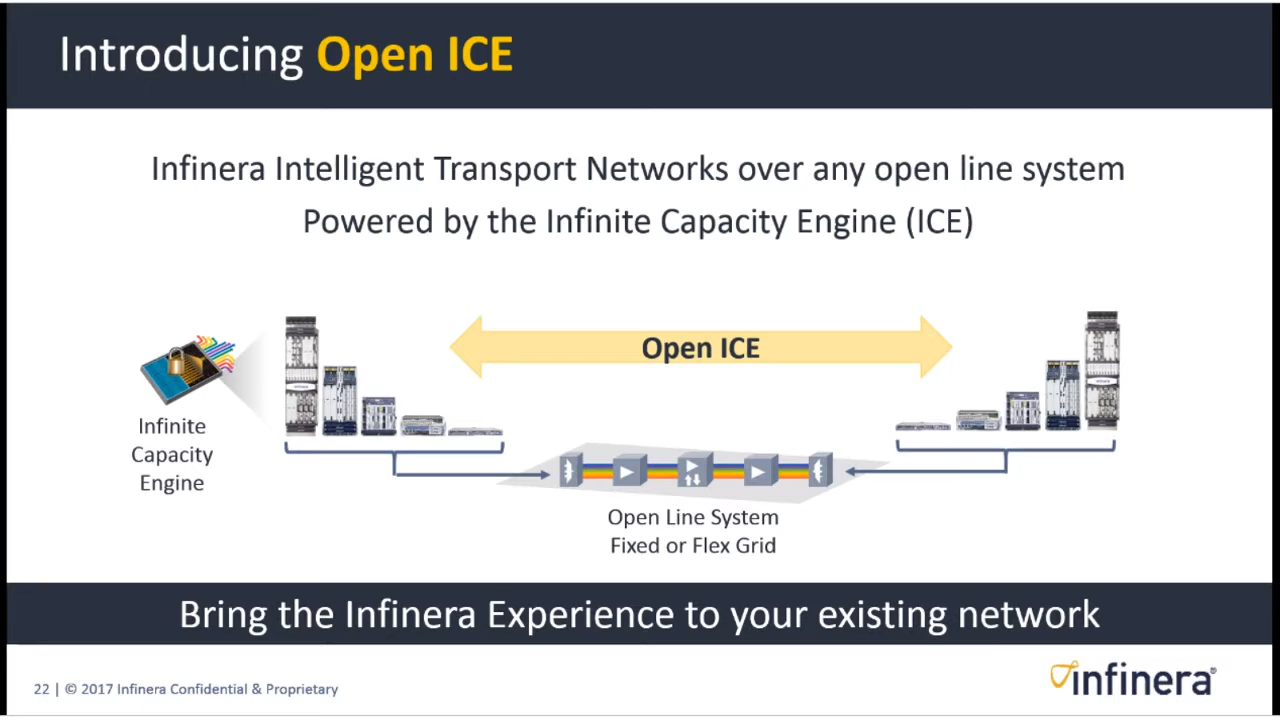 Introducing Open ICE
Infinera Intelligent Transport Networks over any open line system
Powered by the Infinite Capacity Engine (ICE)
Open ICE
Infinite
Capacity
Engine
Open Line System
Fixed or Flex Grid
Bring the Infinera Experience to your existing network
22 | © 2017 Infinera Confidential & Proprietary
infinera®